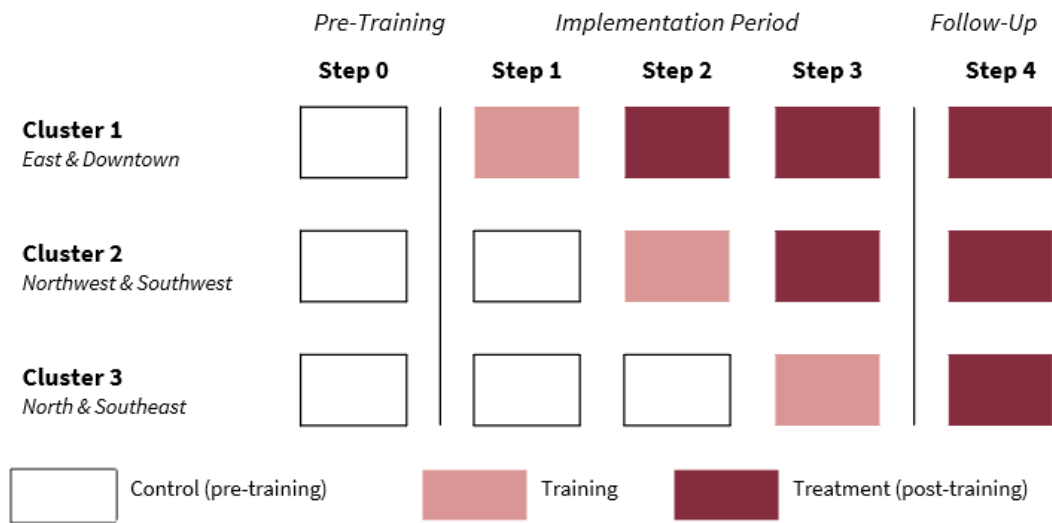 Pre-Training Implementation Period Follow-Up
Step 0 Step 1 Step 2 Step 3 Step 4
Cluster 1
East & Downtown
Cluster 2
Northwest & Southwest
Cluster 3
North & Southeast
Control (pre-training) Training Treatment (post-training)